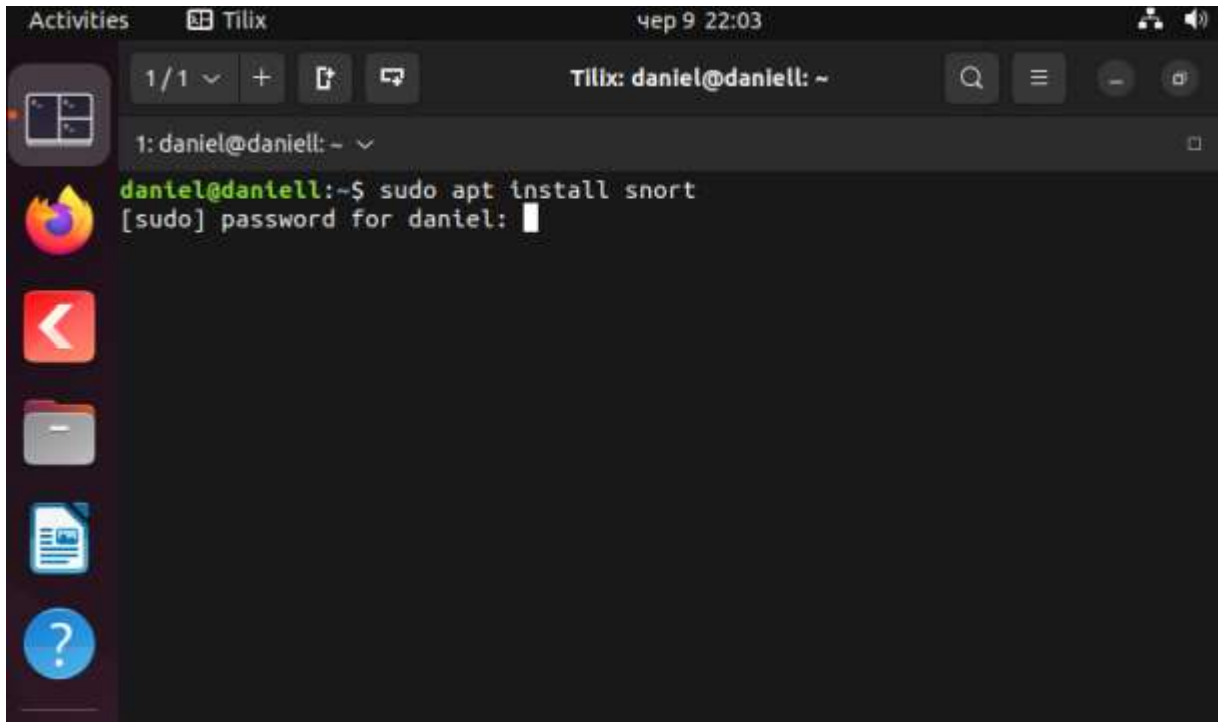 Activities Tilix чер 9 22:03
1/1 Tilix: daniel@daniell: ~
1: daniel@daniell: ~
daniel@daniell:~$ sudo apt install snort
[sudo] password for daniel: